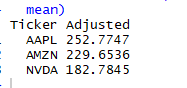 mean)
Ticker Adjusted
AAPL 252.7747
AMZN 229.6536
NVDA 182.7845